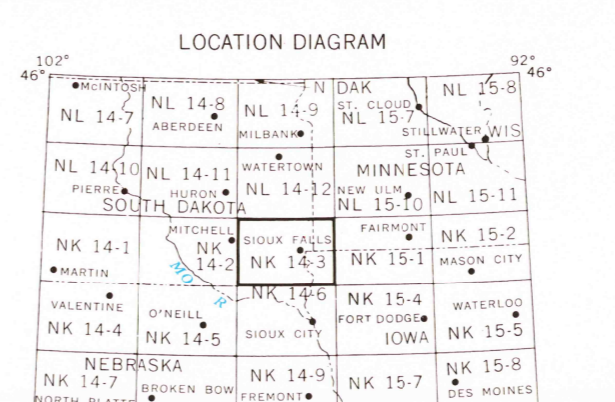 LOCATION DIAGRAM
102°
92°
46°
46°
McINTOSH
NL 14-7
NL 14-8
ABERDEEN
NL 14-9
MILBANK
N DAK
ST. CLOUD
NL 15-7
NL 15-8
STILLWATER
WIS
NL 14-10
PIERRE
NL 14-11
HURON
SOUTH DAKOTA
WATERTOWN
NL 14-12
ST. PAUL
MINNESOTA
NEW ULM
NL 15-10
NL 15-11
NK 14-1
MARTIN
MITCHELL
NK
14-2
MO R
SIOUX FALLS
NK 14-3
FAIRMONT
NK 15-1
NK 15-2
MASON CITY
VALENTINE
NK 14-4
O'NEILL
NK 14-5
NK 14-6
SIOUX CITY
NK 15-4
FORT DODGE
IOWA
WATERLOO
NK 15-5
NEBRASKA
NK 14-7
NORTH PLATTE
BROKEN BOW
NK 14-9
FREMONT
NK 15-7
NK 15-8
DES MOINES